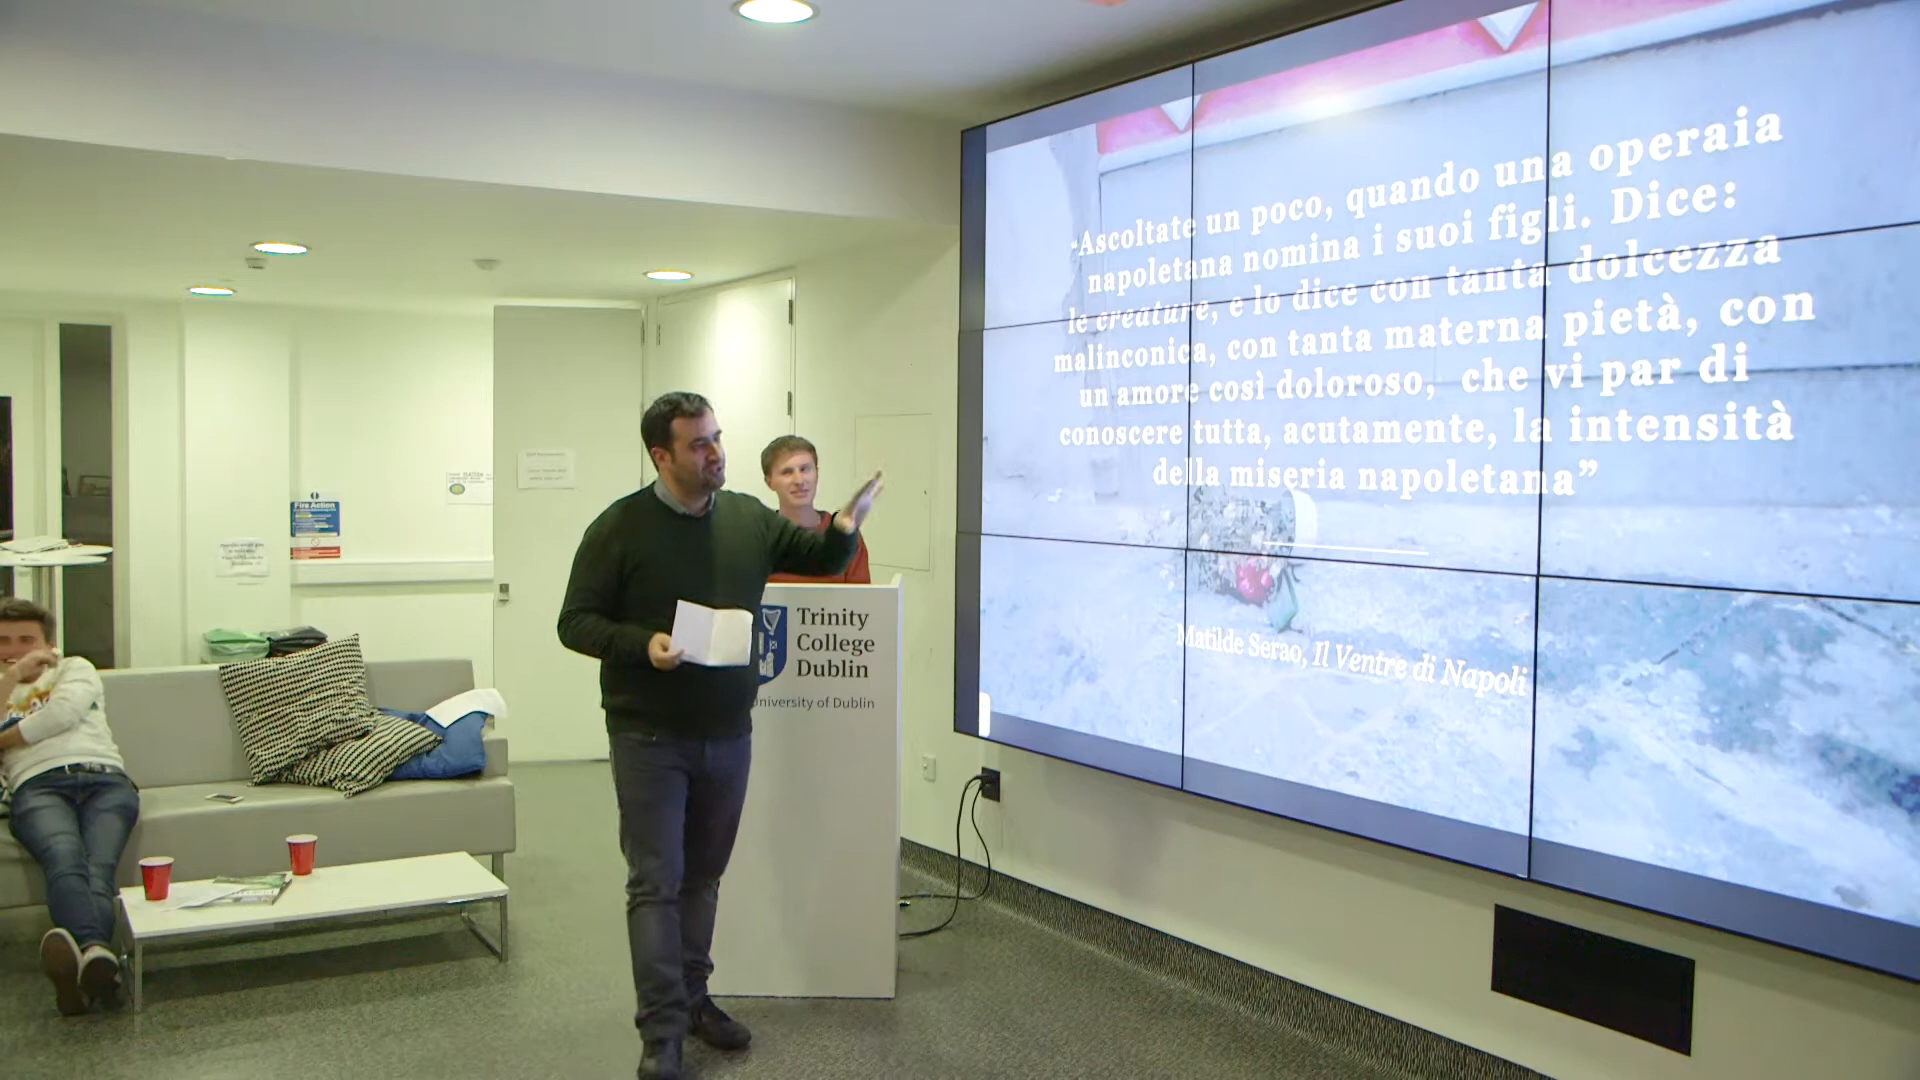 “Ascoltate un poco, quando una operaia
napoletana nomina i suoi figli. Dice:
le creature, e lo dice con tanta dolcezza
malinconica, con tanta materna pietà, con
un amore così doloroso, che vi par di
conoscere tutta, acutamente, la intensità
della miseria napoletana”
Matilde Serao, Il Ventre di Napoli
Trinity
College
Dublin
University of Dublin
Fire Action